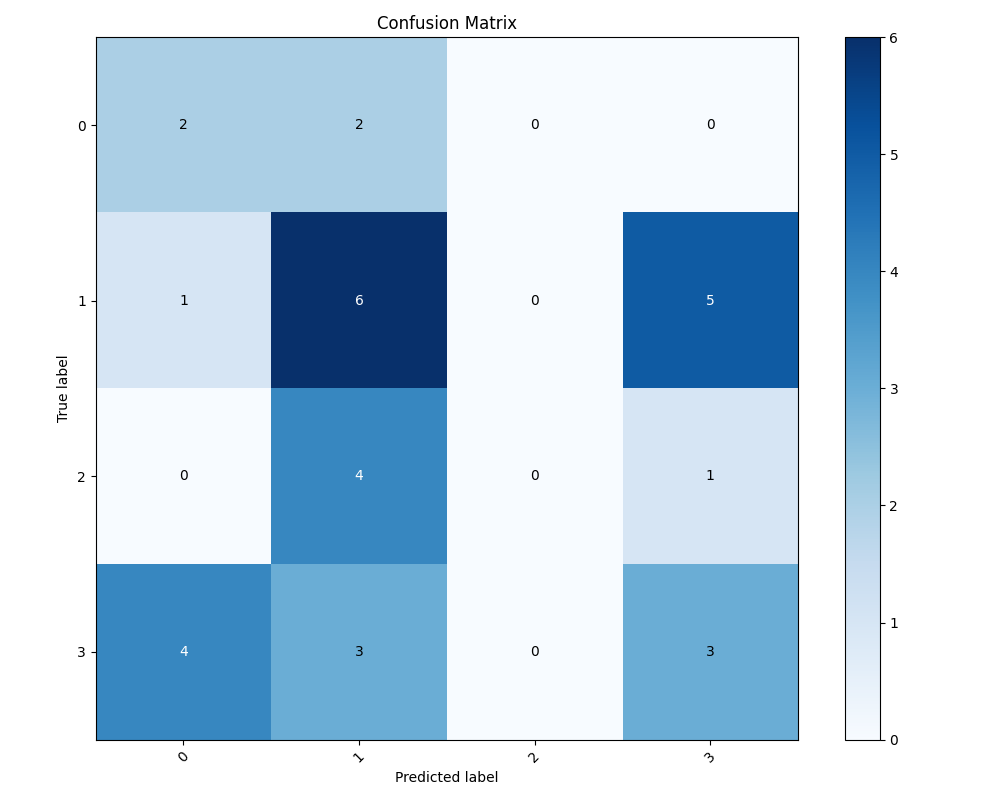 Confusion Matrix
0 2 2 0 0
1 1 6 0 5
2 0 4 0 1
3 4 3 0 3
0 1 2 3
True label
Predicted label
6
5
4
3
2
1
0